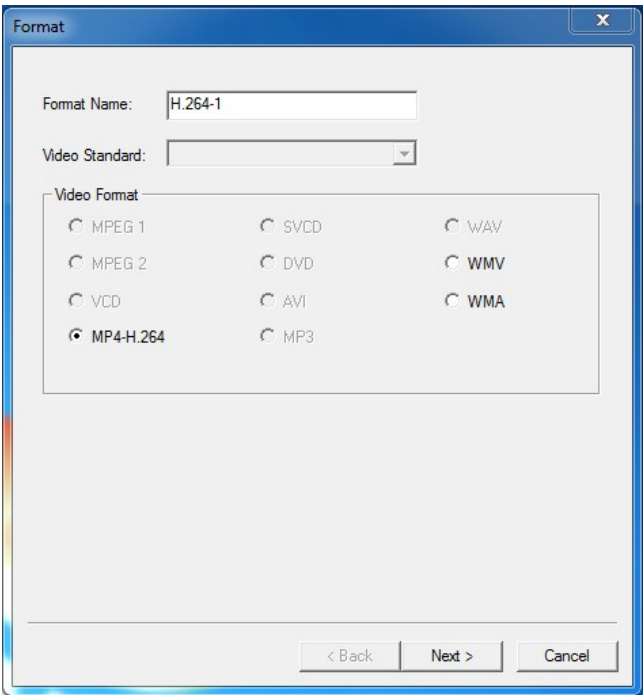 Format
Format Name: H.264-1
Video Standard:
Video Format
MPEG 1 SVCD WAV
MPEG 2 DVD WMV
VCD AVI WMA
MP4-H.264 MP3
< Back Next > Cancel